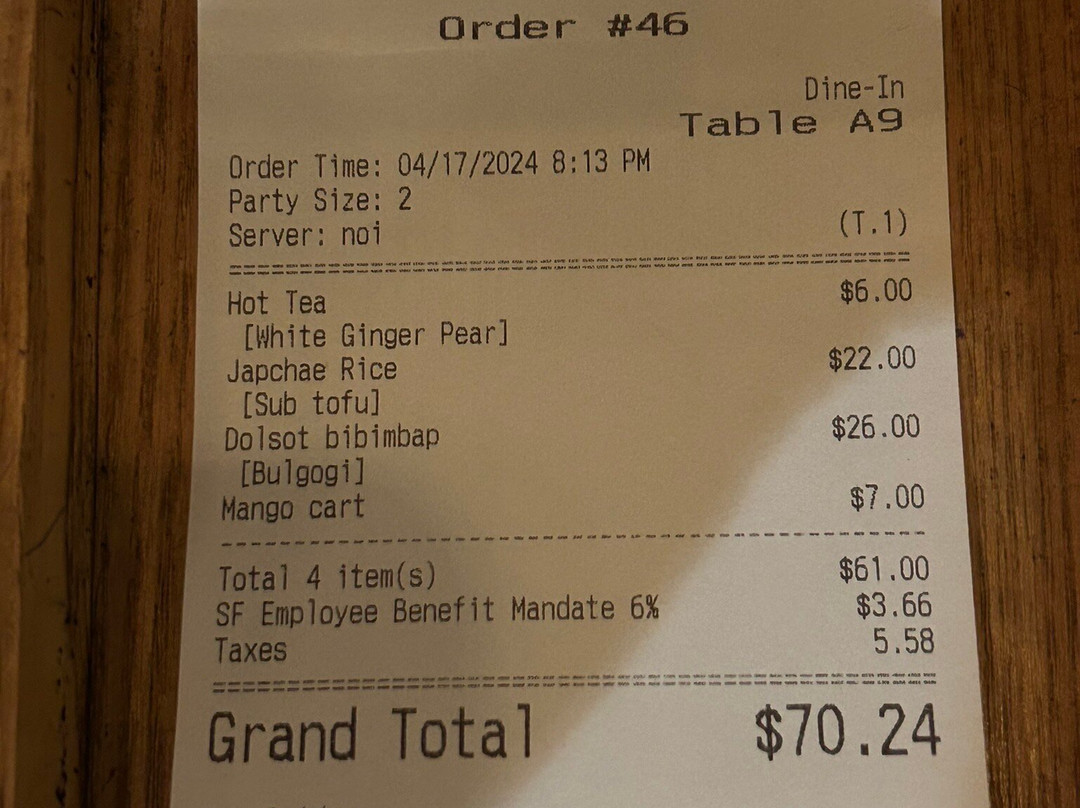 Order #46
Dine-In
Table A9
Order Time: 04/17/2024 8:13 PM
Party Size: 2
Server: noi (T.1)
Hot Tea $6.00
[White Ginger Pear]
Japchae Rice $22.00
[Sub tofu]
Dolsot bibimbap $26.00
[Bulgogi]
Mango cart $7.00
Total 4 item(s) $61.00
SF Employee Benefit Mandate 6% $3.66
Taxes 5.58
Grand Total $70.24